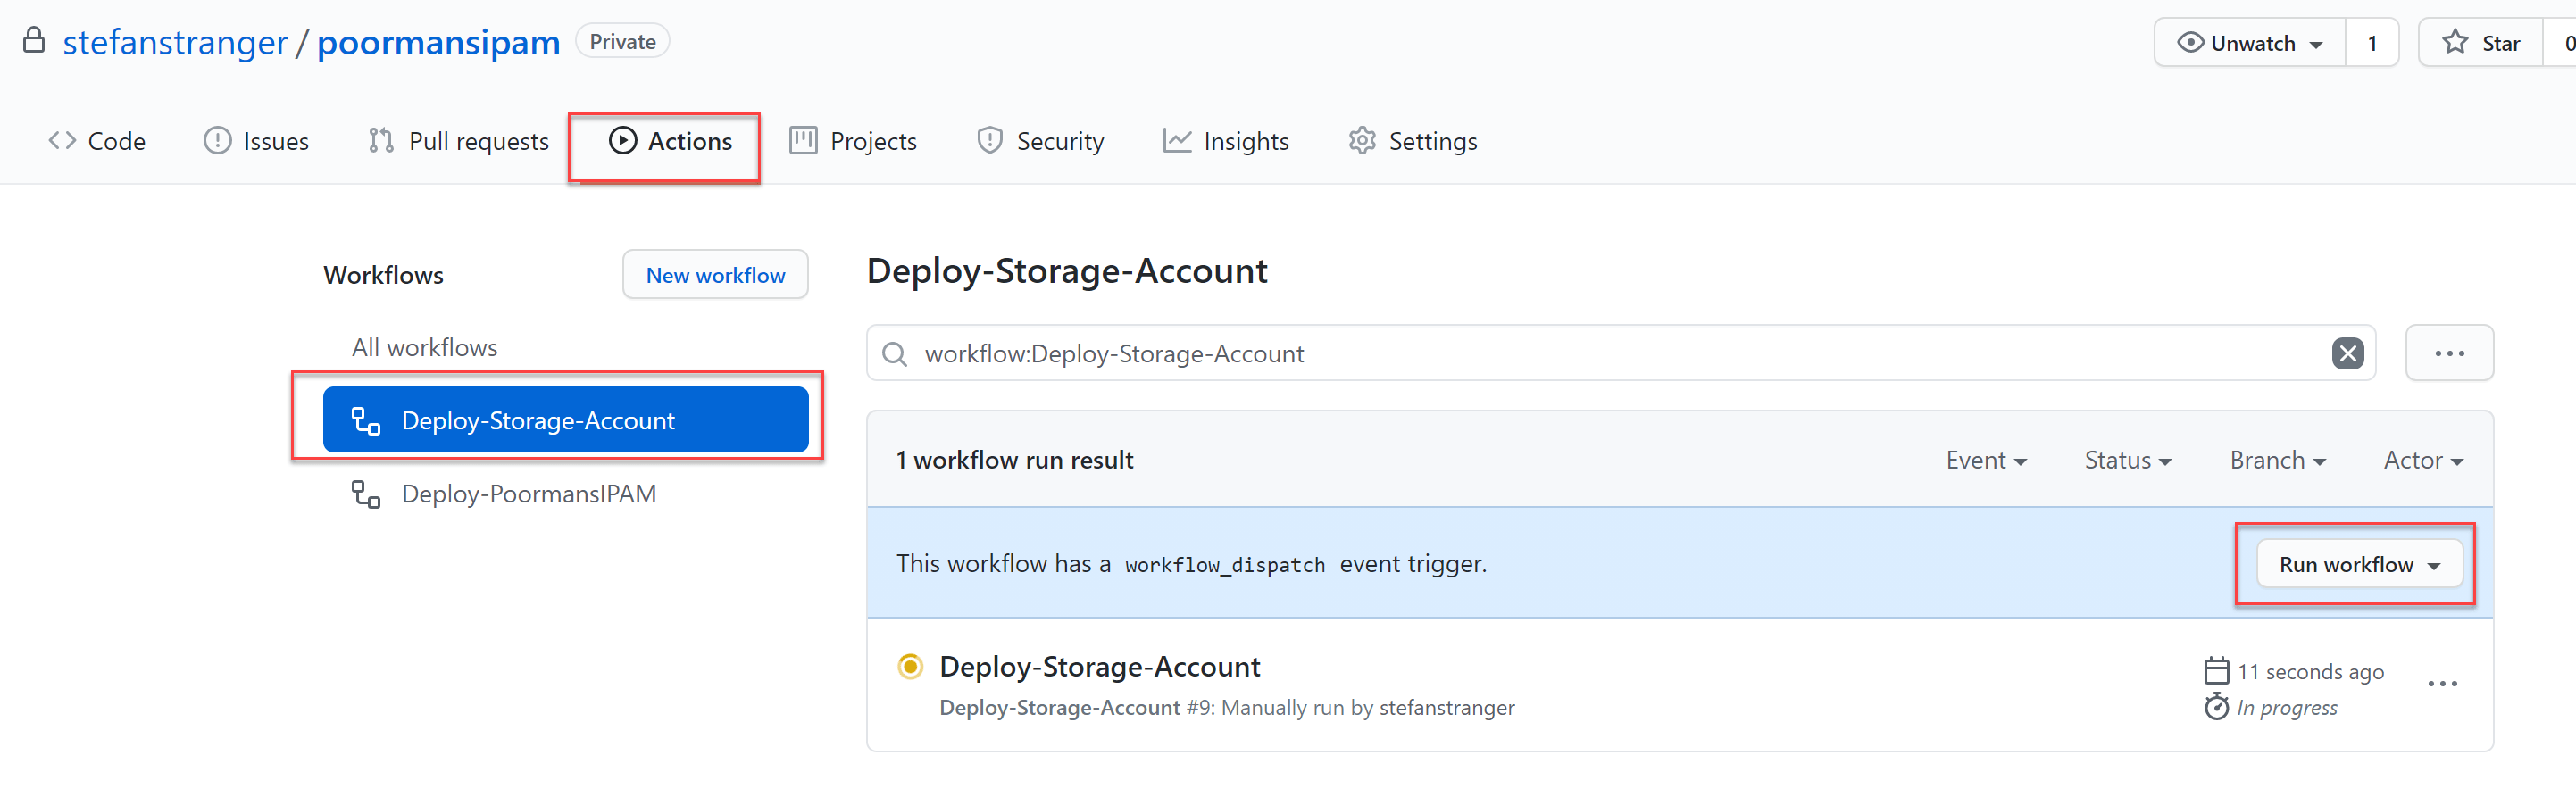 stefanstranger / poormansipam Private Unwatch 1 Star 0
Code Issues Pull requests Actions Projects Security Insights Settings
Workflows New workflow
All workflows
Deploy-Storage-Account
Deploy-PoormansIPAM
Deploy-Storage-Account
workflow:Deploy-Storage-Account
1 workflow run result Event Status Branch Actor
This workflow has a workflow_dispatch event trigger. Run workflow
Deploy-Storage-Account 11 seconds ago
Deploy-Storage-Account #9: Manually run by stefanstranger In progress